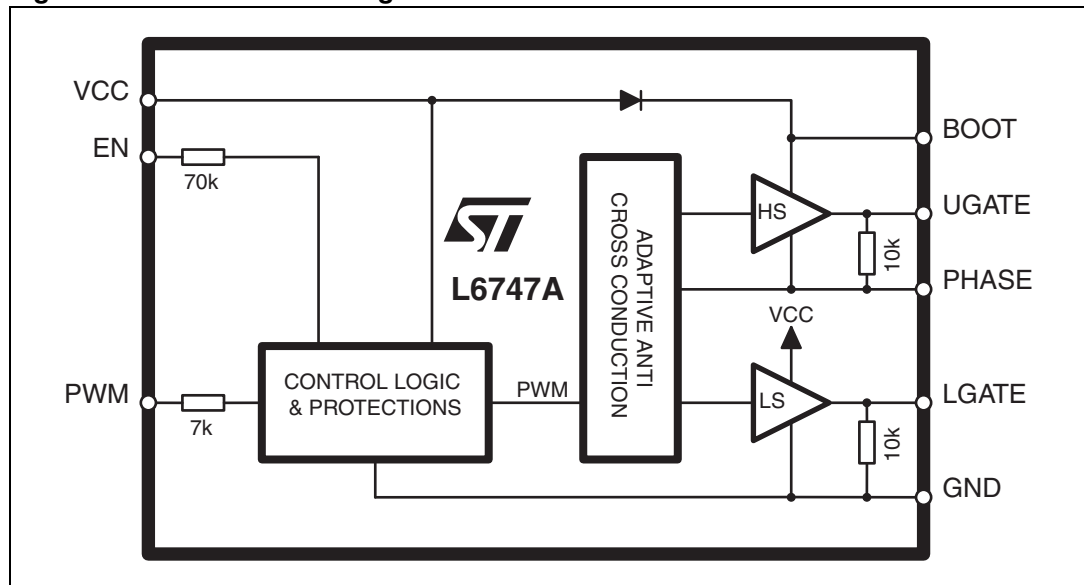 VCC
EN
70k
PWM
7k
ST
L6747A
CONTROL LOGIC
& PROTECTIONS
PWM
ADAPTIVE ANTI
CROSS CONDUCTION
HS
VCC
LS
10k
10k
BOOT
UGATE
PHASE
LGATE
GND